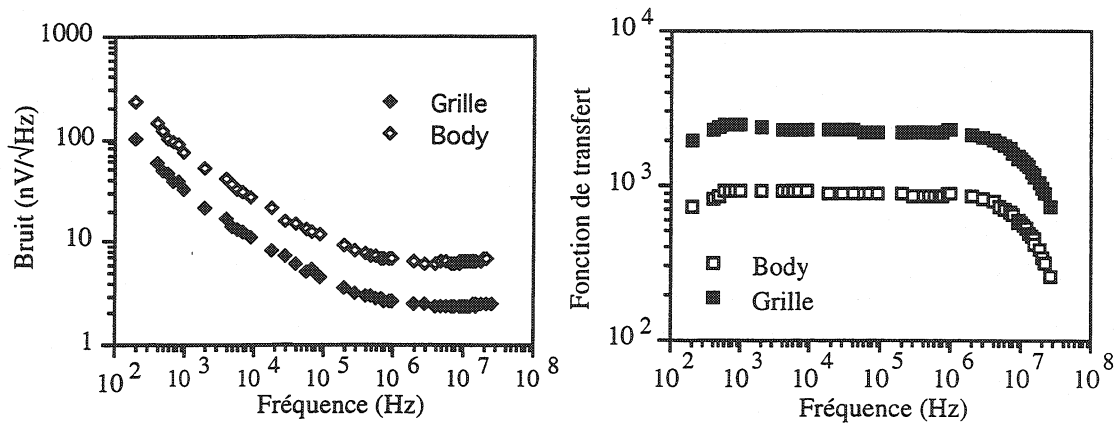 Bruit (nV/√Hz)
1000
100
10
1
Grille
Body
10 2 10 3 10 4 10 5 10 6 10 7 10 8
Fréquence (Hz)
Fonction de transfert
10 4
10 3
10 2
Body
Grille
10 2 10 3 10 4 10 5 10 6 10 7 10 8
Fréquence (Hz)